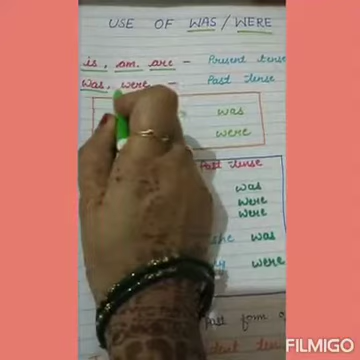 USE OF WAS / WERE
is, am, are - Present tense
Was, were - Past tense
was
were
Past tense
was
were
were
she was
were
past form of
FILMIGO